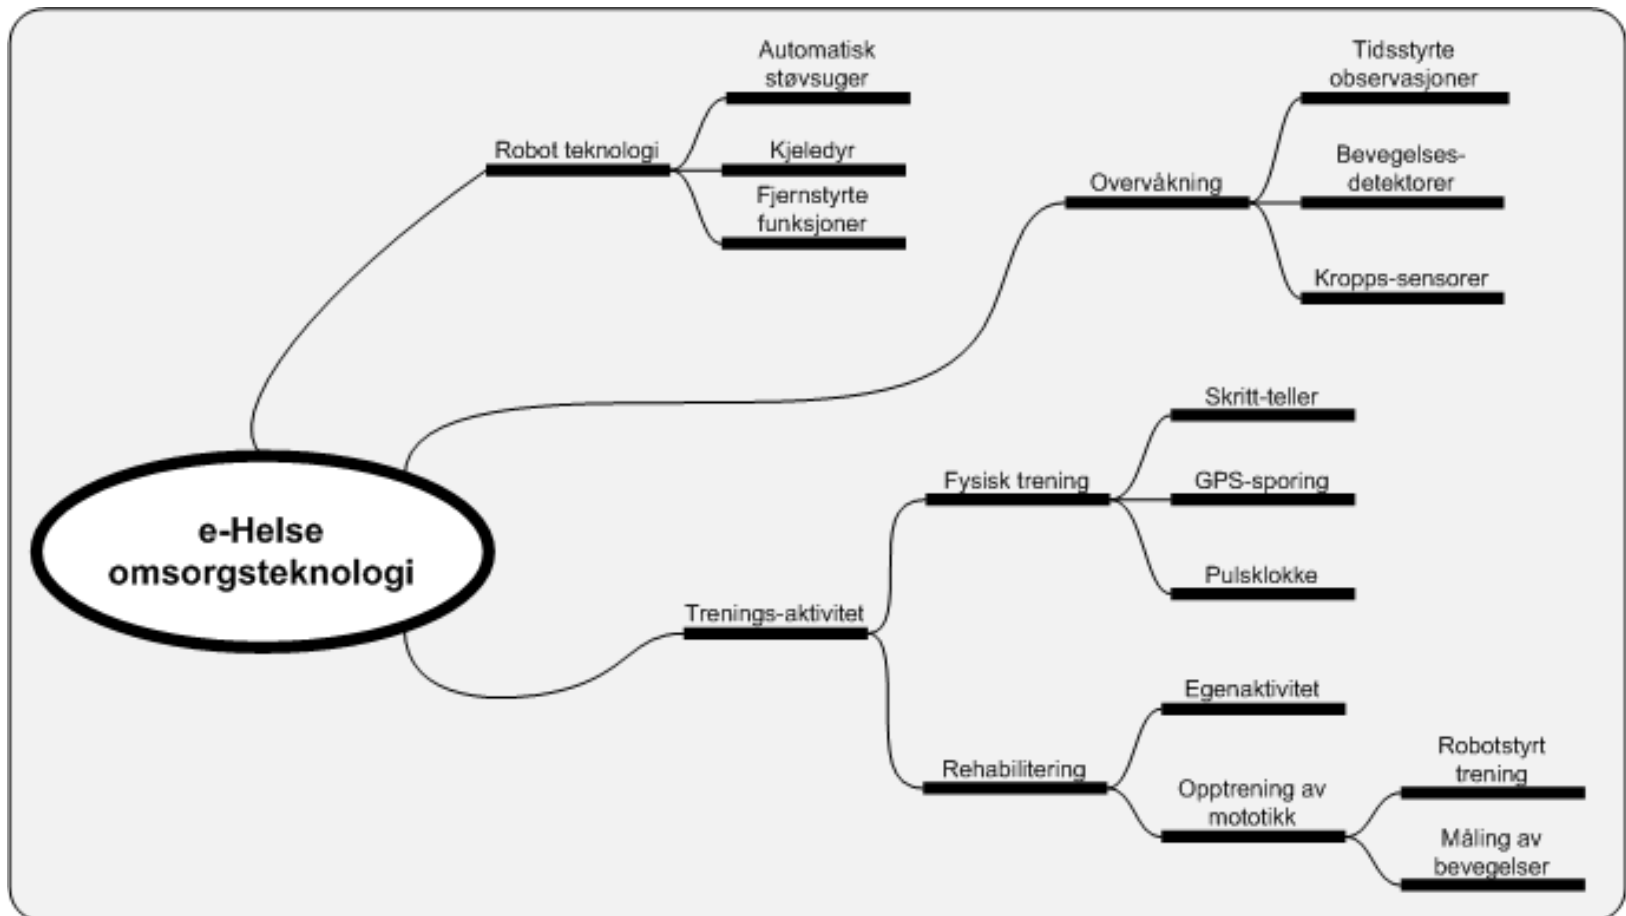 e-Helse
omsorgsteknologi
Robot teknologi
Automatisk
støvsuger
Kjeledyr
Fjernstyrte
funksjoner
Overvåkning
Tidsstyrte
observasjoner
Bevegelses-
detektorer
Kropps-sensorer
Trenings-aktivitet
Fysisk trening
Skritt-teller
GPS-sporing
Pulsklokke
Rehabilitering
Egenaktivitet
Opptrening av
mototikk
Robotstyrt
trening
Måling av
bevegelser